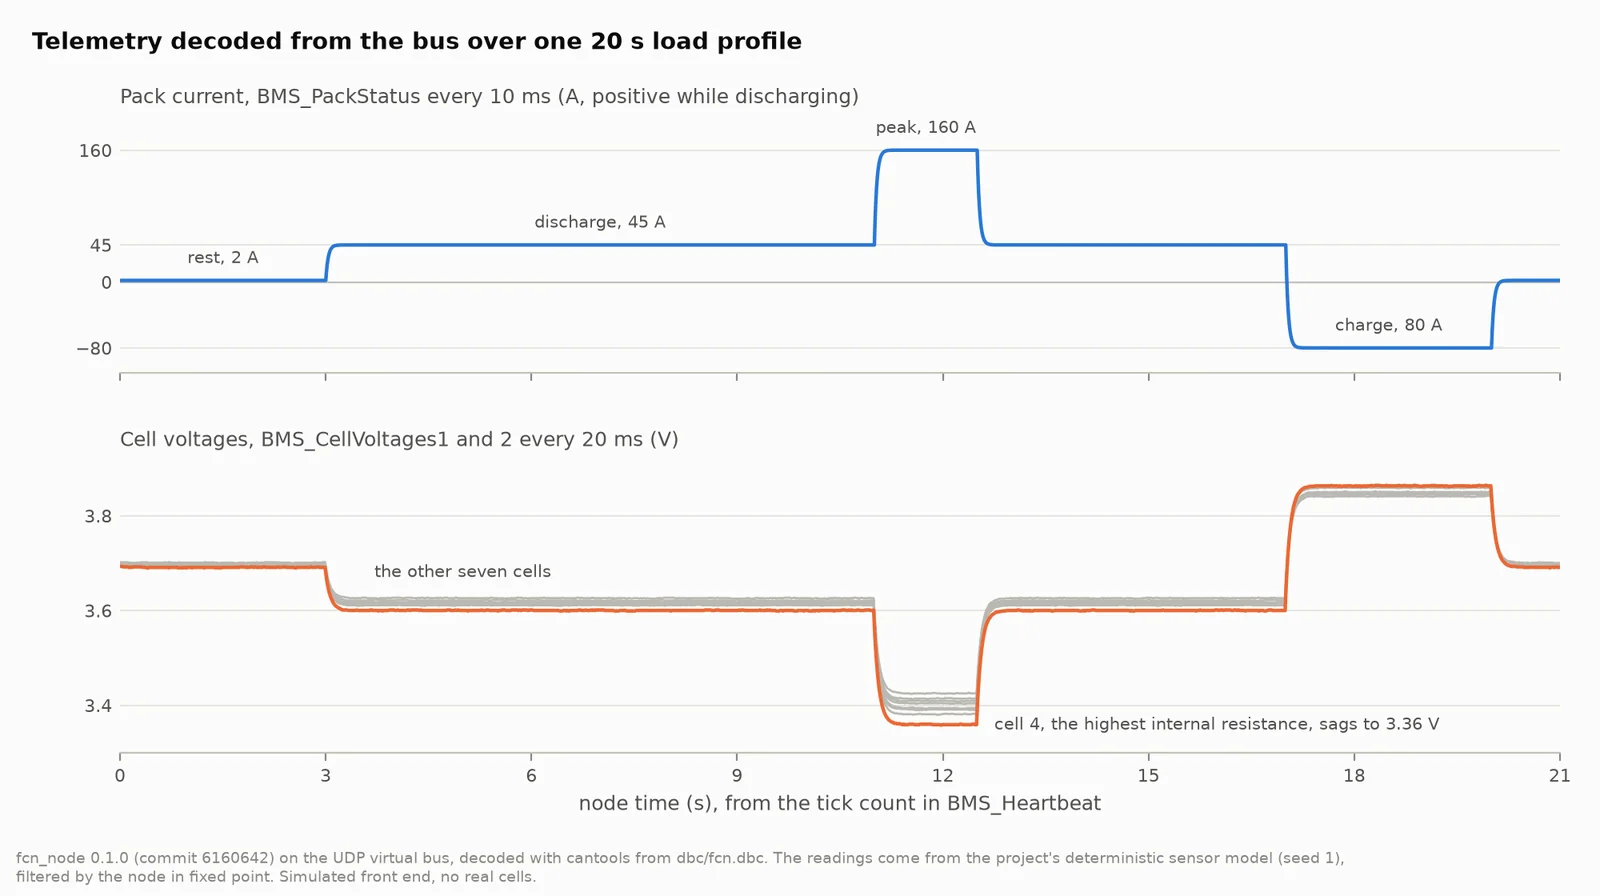 Telemetry decoded from the bus over one 20 s load profile
Pack current, BMS_PackStatus every 10 ms (A, positive while discharging)
peak, 160 A
160
discharge, 45 A
45
rest, 2 A
0
charge, 80 A
−80
Cell voltages, BMS_CellVoltages1 and 2 every 20 ms (V)
3.8
the other seven cells
3.6
3.4
cell 4, the highest internal resistance, sags to 3.36 V
0 3 6 9 12 15 18 21
node time (s), from the tick count in BMS_Heartbeat
fcn_node 0.1.0 (commit 6160642) on the UDP virtual bus, decoded with cantools from dbc/fcn.dbc. The readings come from the project's deterministic sensor model (seed 1),
filtered by the node in fixed point. Simulated front end, no real cells.